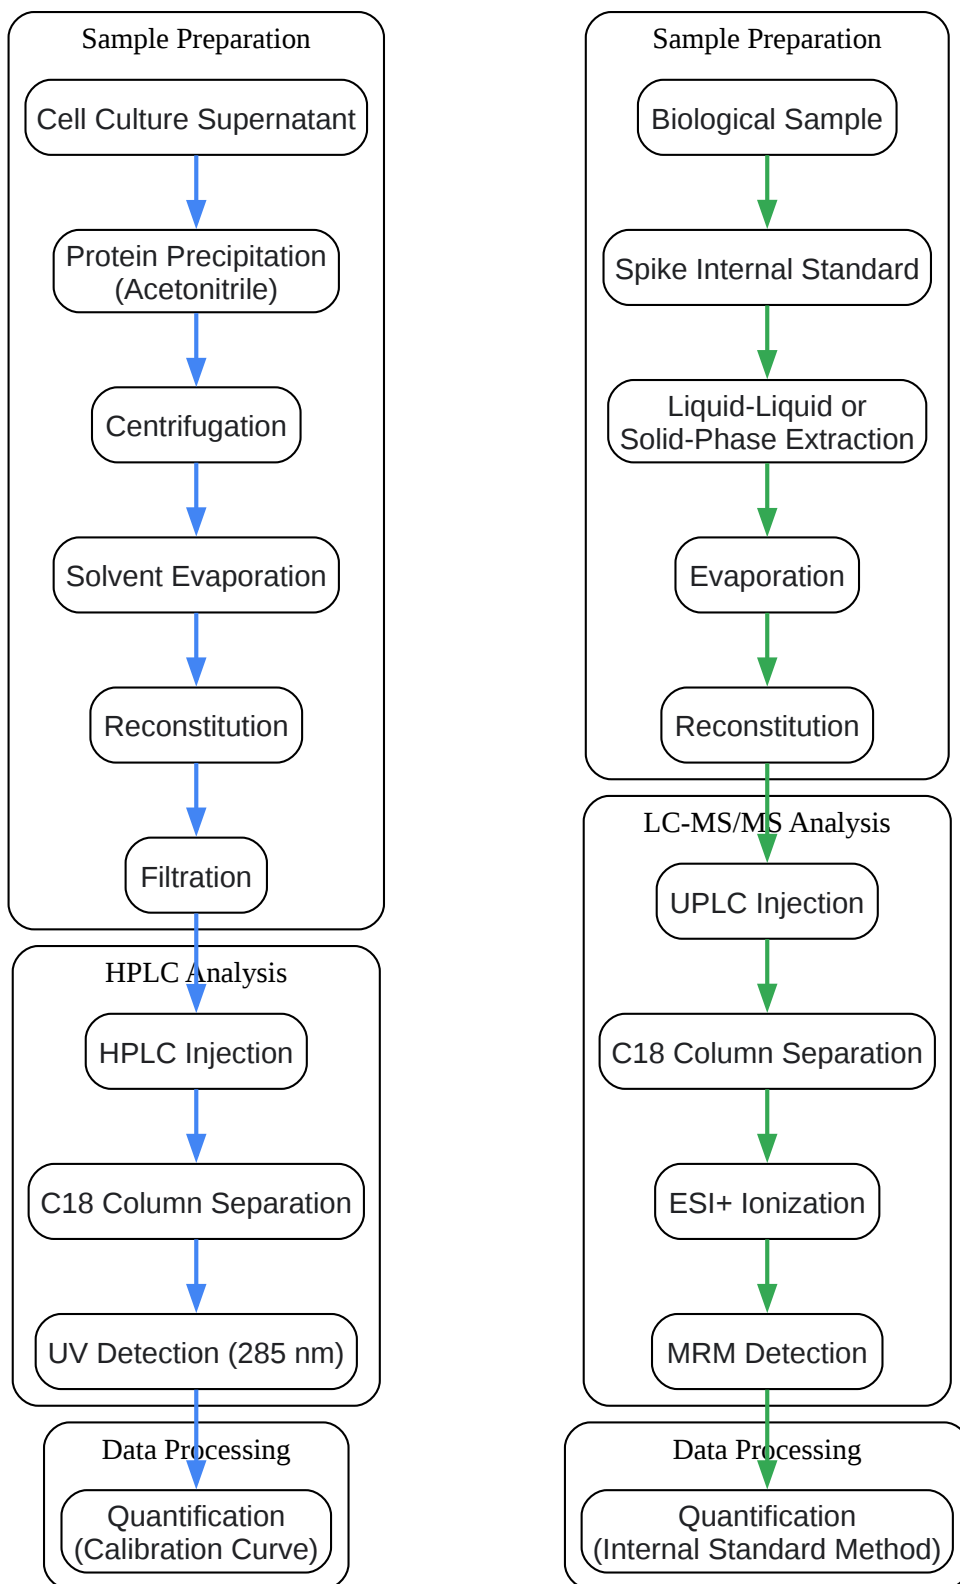 Sample Preparation
Cell Culture Supernatant
Protein Precipitation
(Acetonitrile)
Centrifugation
Solvent Evaporation
Reconstitution
Filtration
HPLC Analysis
HPLC Injection
C18 Column Separation
UV Detection (285 nm)
Data Processing
Quantification
(Calibration Curve)
Sample Preparation
Biological Sample
Spike Internal Standard
Liquid-Liquid or
Solid-Phase Extraction
Evaporation
Reconstitution
LC-MS/MS Analysis
UPLC Injection
C18 Column Separation
ESI+ Ionization
MRM Detection
Data Processing
Quantification
(Internal Standard Method)